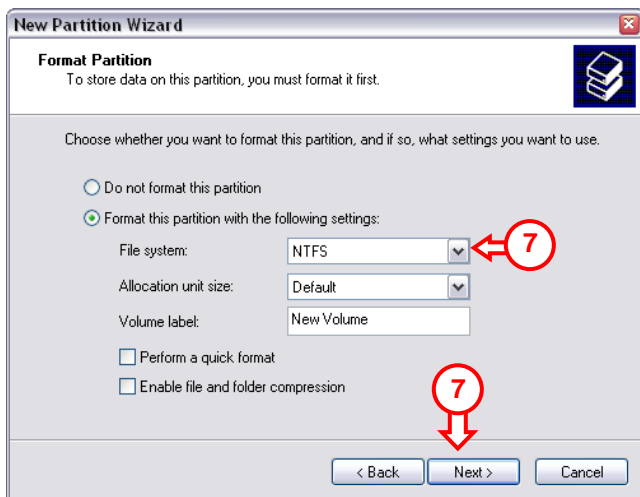 New Partition Wizard
Format Partition
To store data on this partition, you must format it first.
Choose whether you want to format this partition, and if so, what settings you want to use.
Do not format this partition
Format this partition with the following settings:
File system: NTFS 7
Allocation unit size: Default
Volume label: New Volume
Perform a quick format
Enable file and folder compression
7
< Back Next > Cancel